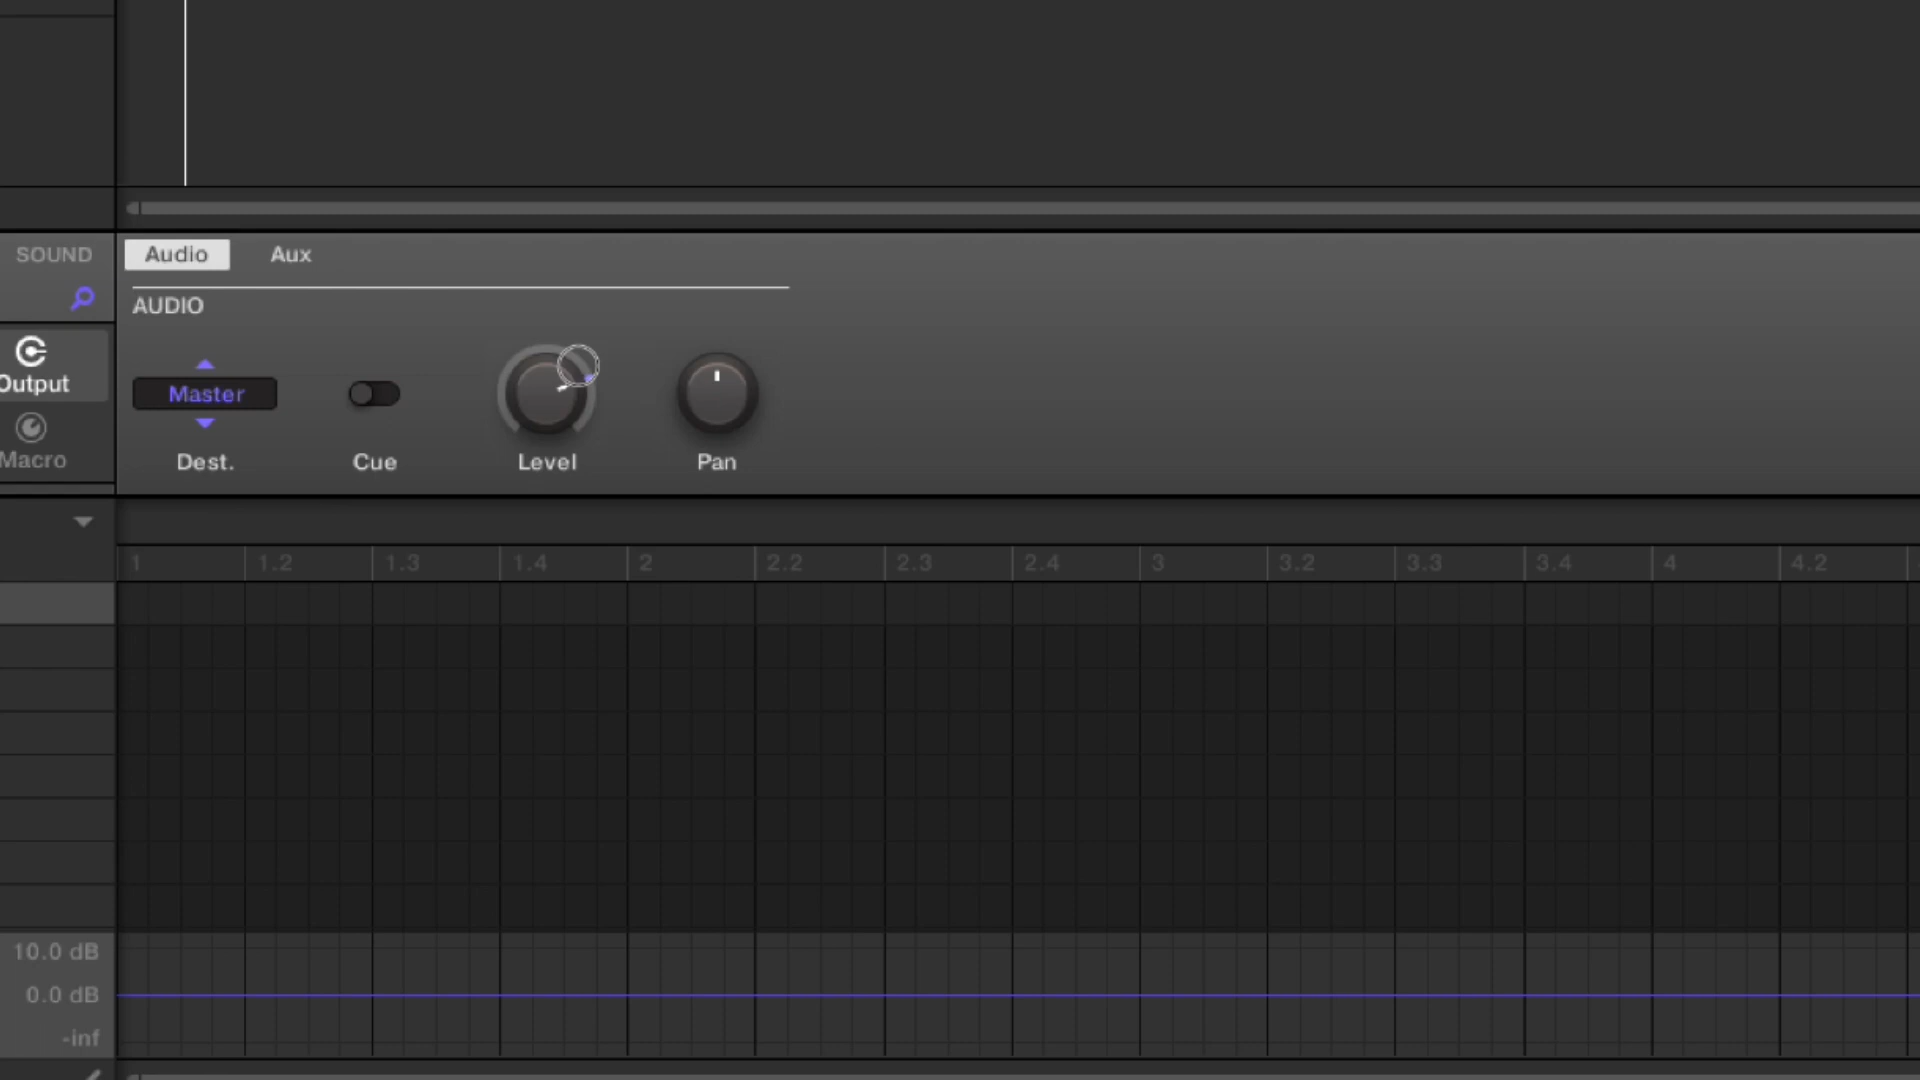 SOUND
Audio Aux
AUDIO
Output
Master
Macro
Dest. Cue Level Pan
1 1.2 1.3 1.4 2 2.2 2.3 2.4 3 3.2 3.3 3.4 4 4.2
10.0 dB
0.0 dB
-inf